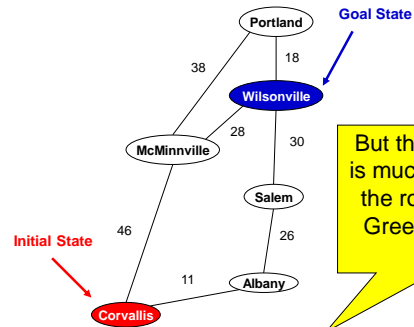 Portland
Goal State
38
18
Wilsonville
28
McMinnville
30
But th
is muc
the ro
Gree
Salem
46
Initial State
26
11
Albany
Corvallis